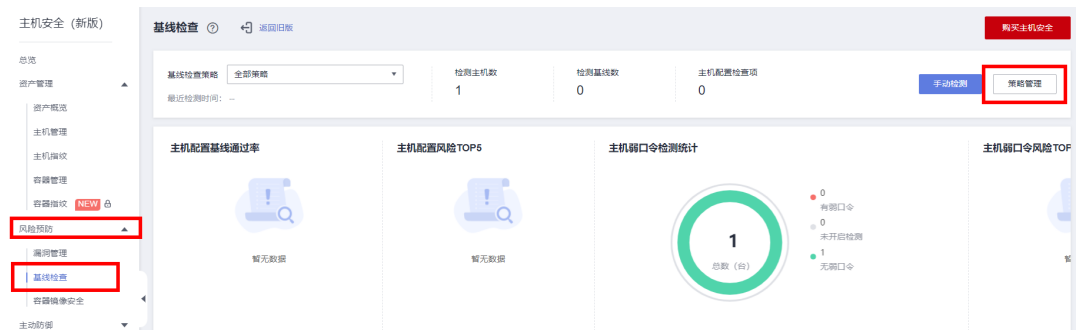 主机安全（新版）
总览
资产管理
资产概览
主机管理
主机指纹
容器管理
容器指纹 NEW
风险预防
漏洞管理
基线检查
容器镜像安全
主动防御
基线检查 返回旧版
购买主机安全
基线检查策略 全部策略
最近检测时间： --
检测主机数
1
检测基线数
0
主机配置检查项
0
手动检测
策略管理
主机配置基线通过率
暂无数据
主机配置风险TOP5
暂无数据
主机弱口令检测统计
1
总数（台）
0
有弱口令
0
未开启检测
1
无弱口令
主机弱口令风险TOP